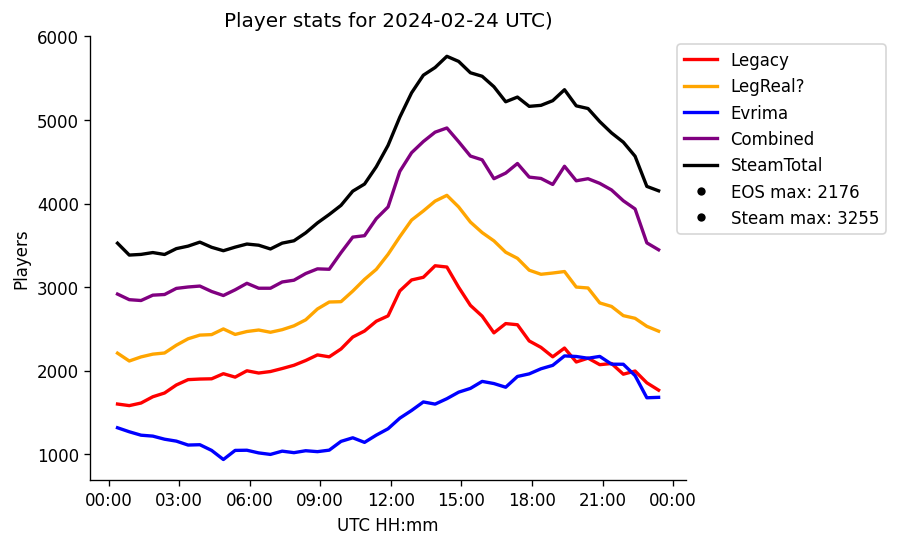 Player stats for 2024-02-24 UTC)
6000
5000
4000
3000
2000
1000
Players
00:00 03:00 06:00 09:00 12:00 15:00 18:00 21:00 00:00
UTC HH:mm
Legacy
LegReal?
Evrima
Combined
SteamTotal
EOS max: 2176
Steam max: 3255